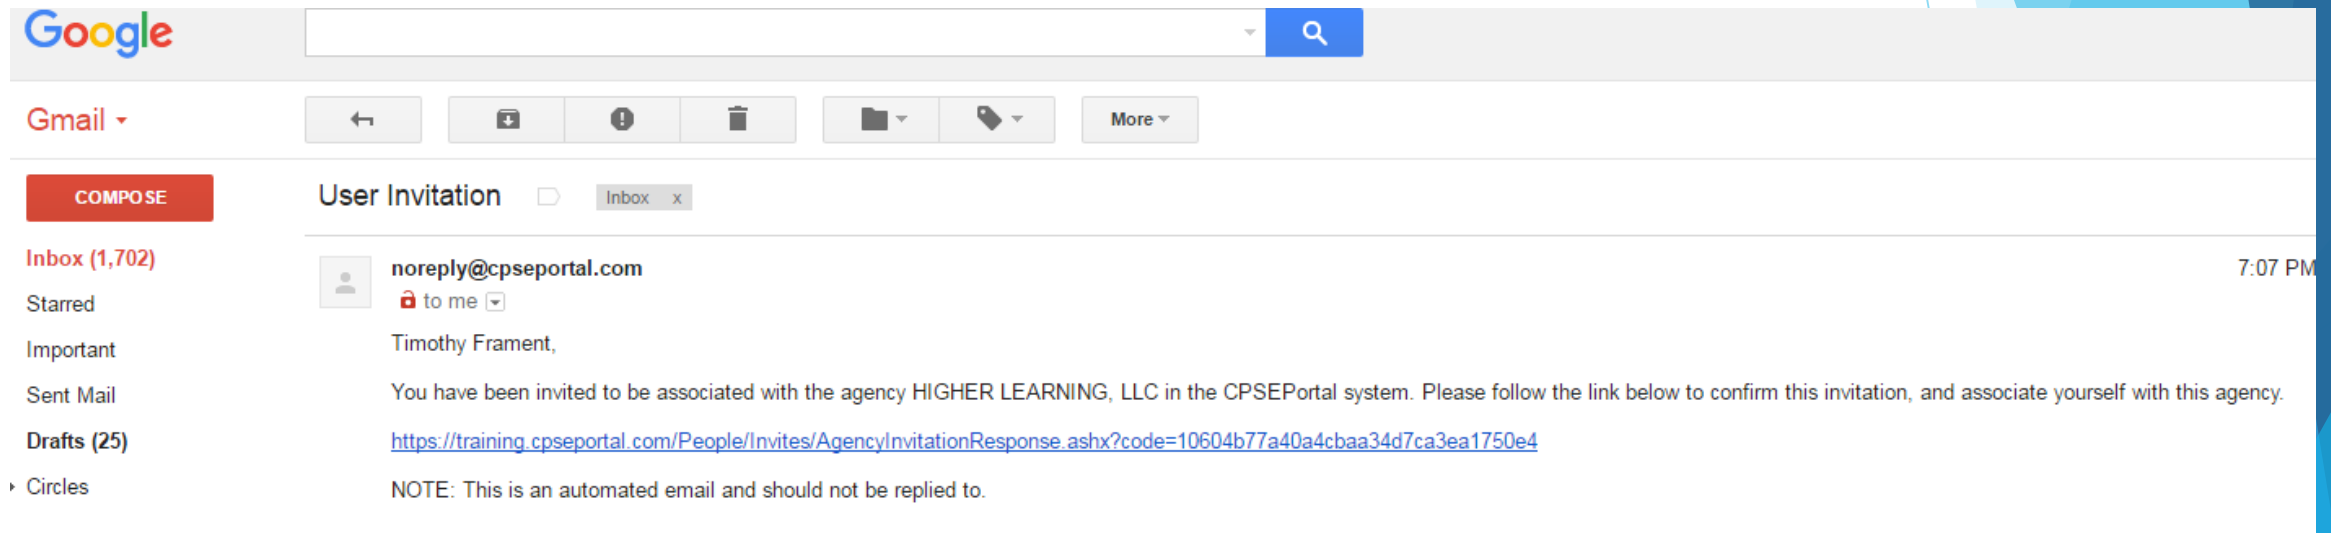 Google
Gmail
More
COMPOSE
User Invitation
Inbox x
Inbox (1,702)
Starred
Important
Sent Mail
Drafts (25)
Circles
noreply@cpseportal.com
7:07 PM
to me
Timothy Frament,
You have been invited to be associated with the agency HIGHER LEARNING, LLC in the CPSEPortal system. Please follow the link below to confirm this invitation, and associate yourself with this agency.
https://training.cpseportal.com/People/Invites/AgencyInvitationResponse.ashx?code=10604b77a40a4cbaa34d7ca3ea1750e4
NOTE: This is an automated email and should not be replied to.